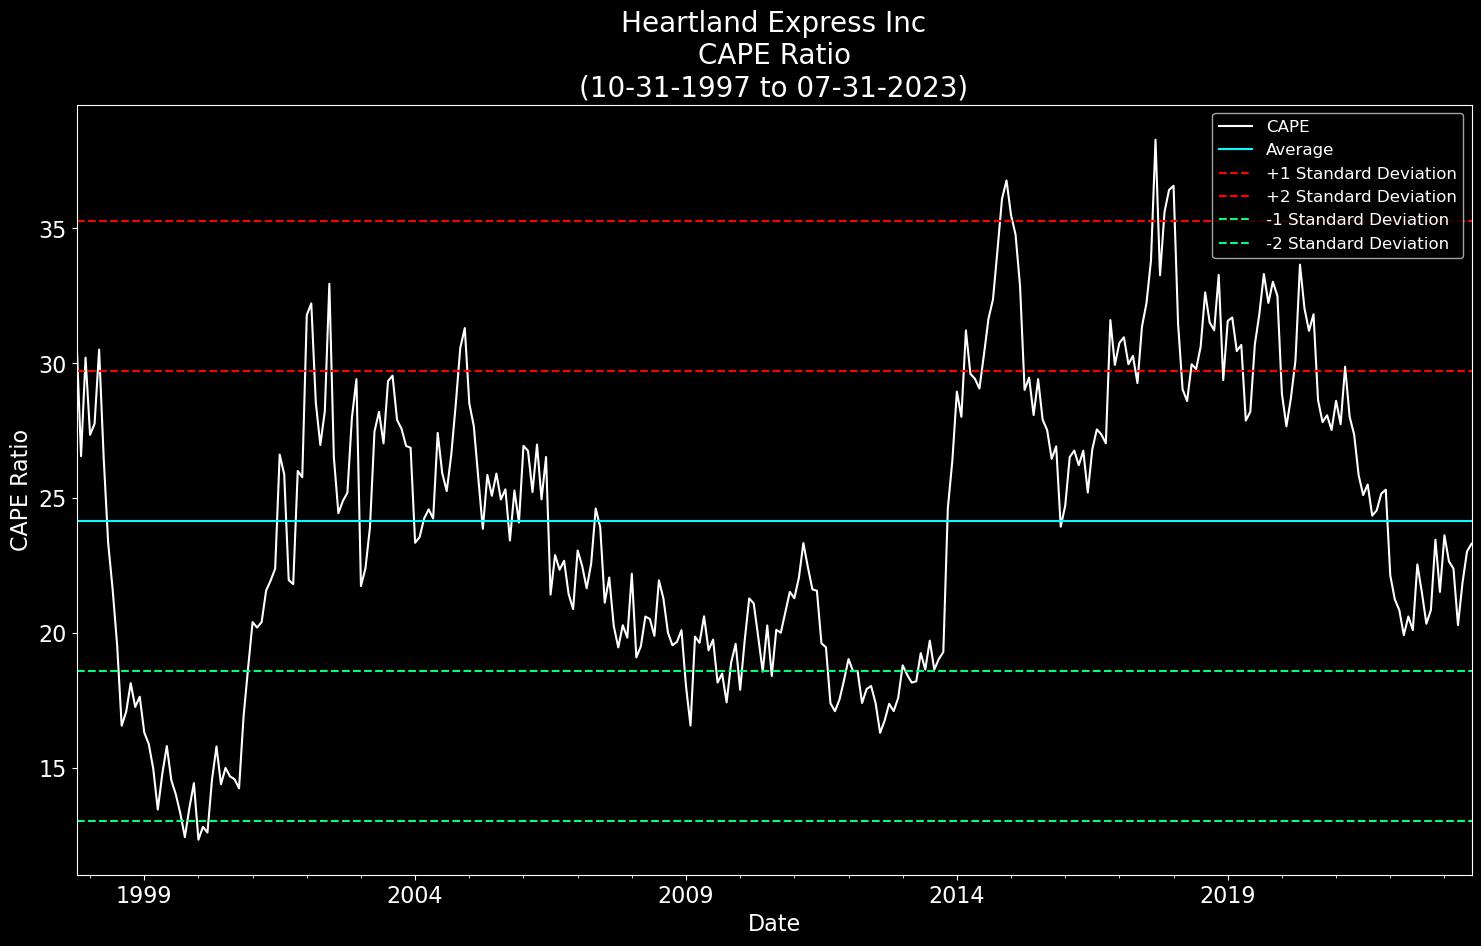 Heartland Express Inc
CAPE Ratio
(10-31-1997 to 07-31-2023)
CAPE
Average
+1 Standard Deviation
+2 Standard Deviation
-1 Standard Deviation
-2 Standard Deviation
35
30
25
20
15
CAPE Ratio
1999
2004
2009
2014
2019
Date